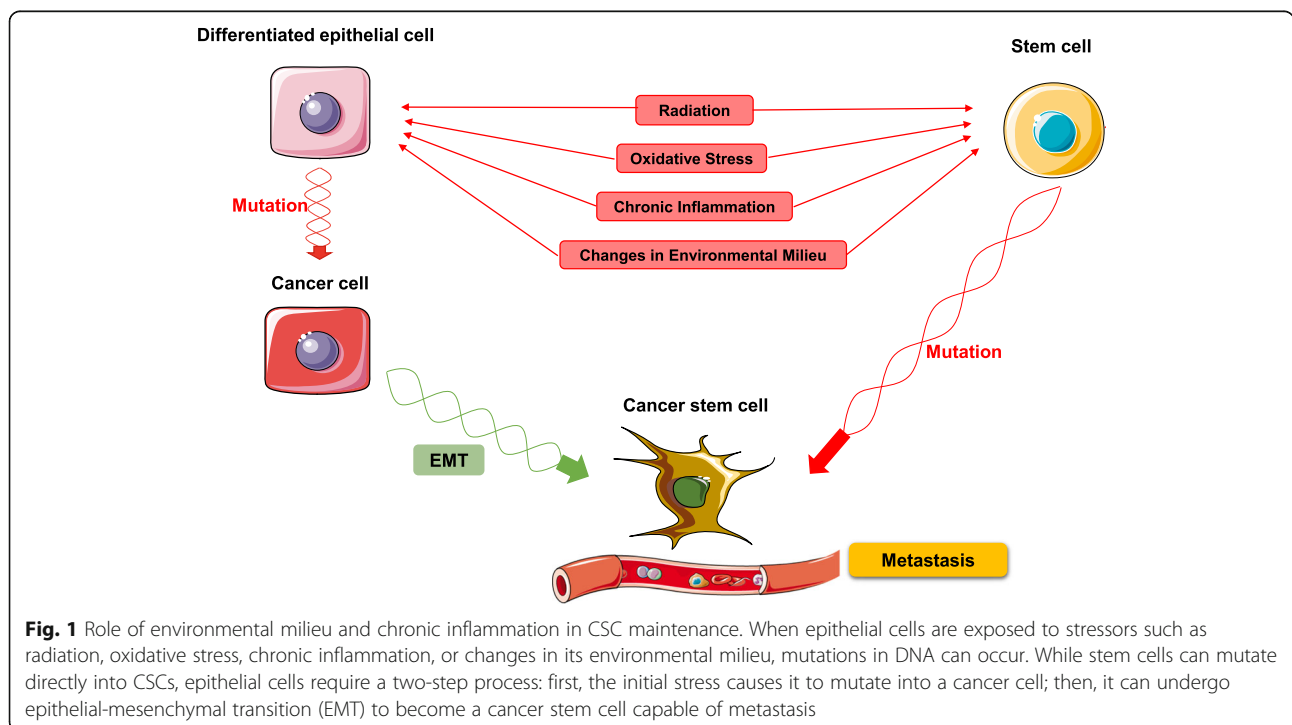 Differentiated epithelial cell
Stem cell
Radiation
Oxidative Stress
Mutation
Chronic Inflammation
Changes in Environmental Milieu
Cancer cell
Mutation
Cancer stem cell
EMT
Metastasis
Fig. 1 Role of environmental milieu and chronic inflammation in CSC maintenance. When epithelial cells are exposed to stressors such as
radiation, oxidative stress, chronic inflammation, or changes in its environmental milieu, mutations in DNA can occur. While stem cells can mutate
directly into CSCs, epithelial cells require a two-step process: first, the initial stress causes it to mutate into a cancer cell; then, it can undergo
epithelial-mesenchymal transition (EMT) to become a cancer stem cell capable of metastasis